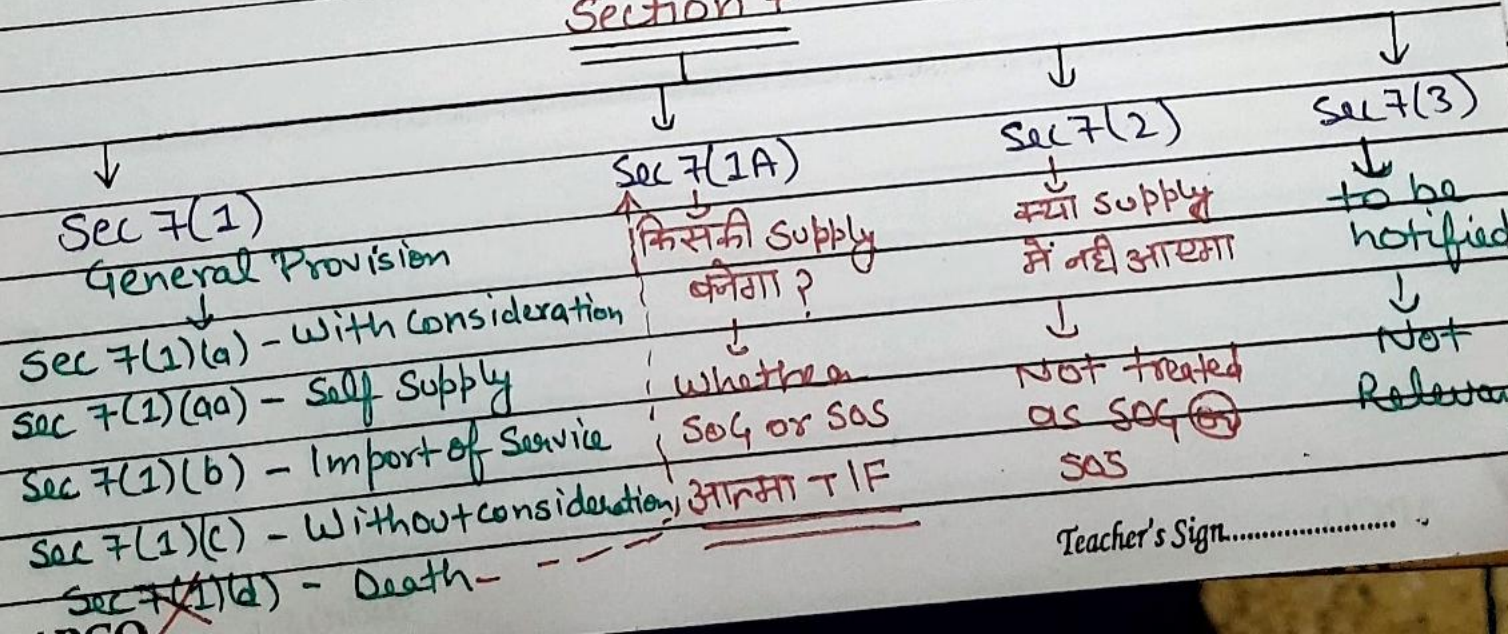 Section 7
Sec 7(1)
General Provision
Sec 7(1)(a) - With Consideration
Sec 7(1)(aa) - Self Supply
Sec 7(1)(b) - Import of Service
Sec 7(1)(c) - Without consideration,
Sec 7(1)(d) - Death
Sec 7(1A)
किसकी supply
बनेगा ?
Whether
SOG or SOS
आत्मा TIF
Sec 7(2)
क्या supply
में नही आएगा
Not treated
as SOG or
SOS
Sec 7(3)
to be
notified
Not
Teacher's Sign.....................